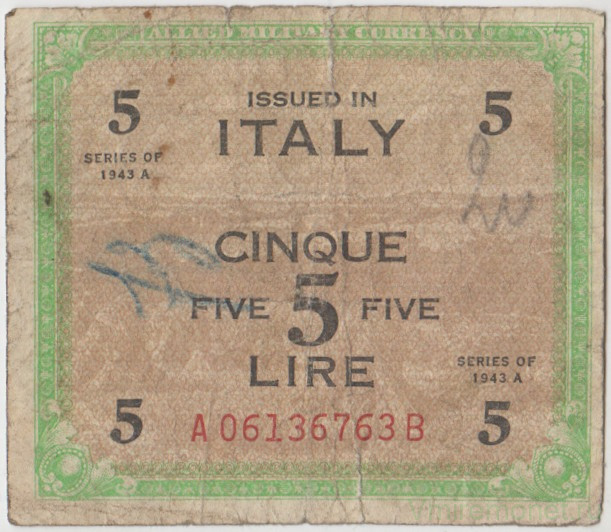 ALLIED MILITARY CURRENCY
5 ISSUED IN 5
ITALY
SERIES OF
1943 A
CINQUE
FIVE 5 FIVE
LIRE
SERIES OF
1943 A
5 A06136763B 5